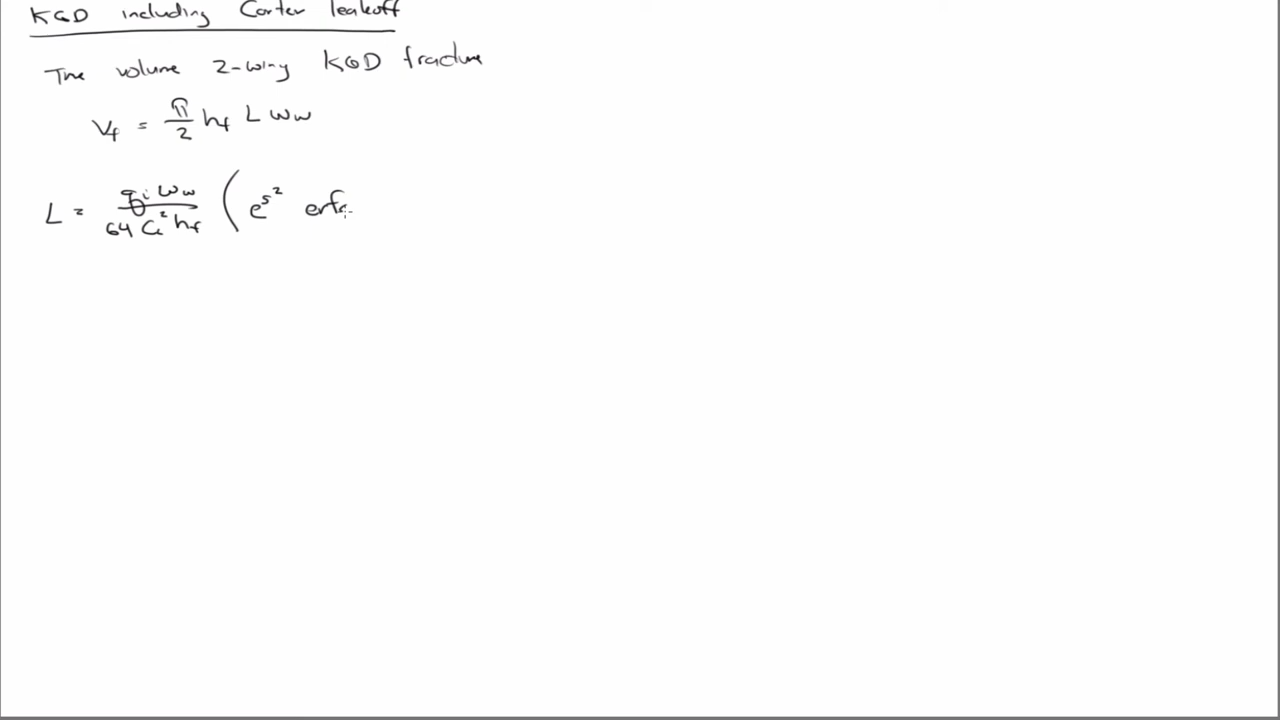 KGD including Carter leakoff
The volume 2-wing KGD fracture
V_f = π/2 h_f L w_w
L = q_i w_w / 64 C_L^2 h_f ( e^{s^2} erfc